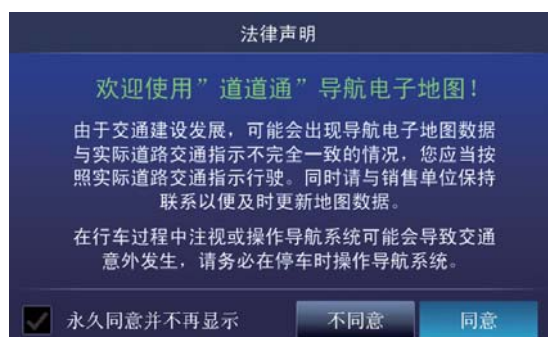 法律声明
欢迎使用”道道通”导航电子地图！
由于交通建设发展，可能会出现导航电子地图数据
与实际道路交通指示不完全一致的情况，您应当按
照实际道路交通指示行驶。同时请与销售单位保持
联系以便及时更新地图数据。
在行车过程中注视或操作导航系统可能会导致交通
意外发生，请务必在停车时操作导航系统。
永久同意并不再显示 不同意 同意